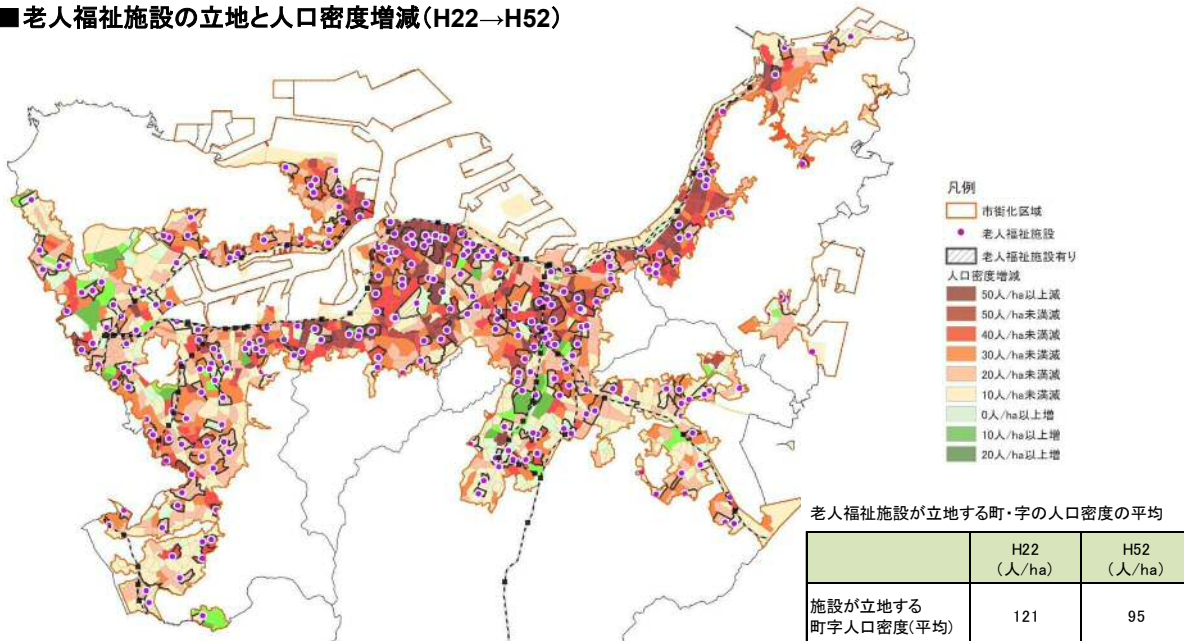 ■老人福祉施設の立地と人口密度増減(H22→H52)
凡例
市街化区域
老人福祉施設
老人福祉施設有り
人口密度増減
50人/ha以上減
50人/ha未満減
40人/ha未満減
30人/ha未満減
20人/ha未満減
10人/ha未満減
0人/ha以上増
10人/ha以上増
20人/ha以上増
老人福祉施設が立地する町・字の人口密度の平均
H22
(人/ha)
H52
(人/ha)
施設が立地する
町字人口密度(平均)
121
95